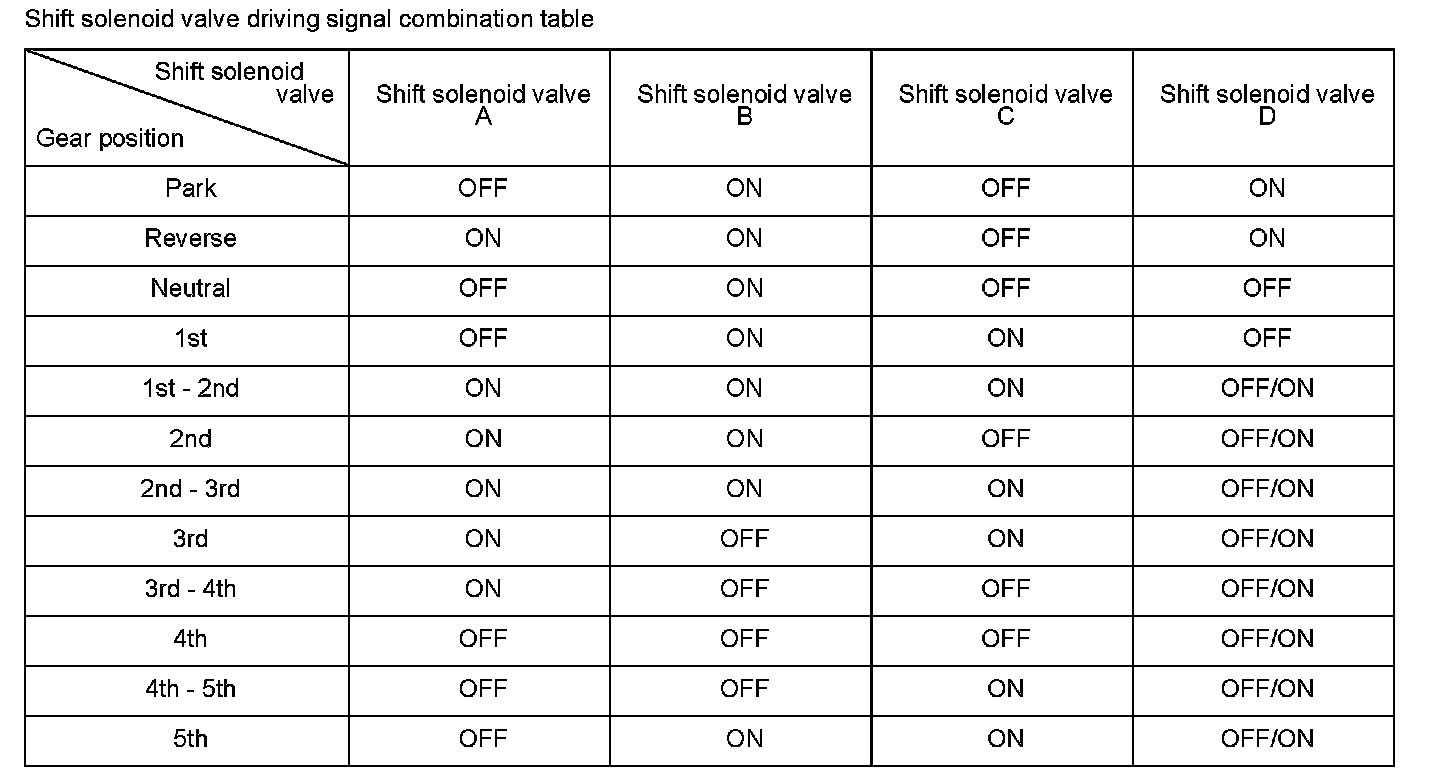 Shift solenoid valve driving signal combination table
Shift solenoid
valve
Gear position
Shift solenoid valve
A
Shift solenoid valve
B
Shift solenoid valve
C
Shift solenoid valve
D
Park OFF ON OFF ON
Reverse ON ON OFF ON
Neutral OFF ON OFF OFF
1st OFF ON ON OFF
1st - 2nd ON ON ON OFF/ON
2nd ON ON OFF OFF/ON
2nd - 3rd ON ON ON OFF/ON
3rd ON OFF ON OFF/ON
3rd - 4th ON OFF OFF OFF/ON
4th OFF OFF OFF OFF/ON
4th - 5th OFF OFF ON OFF/ON
5th OFF ON ON OFF/ON